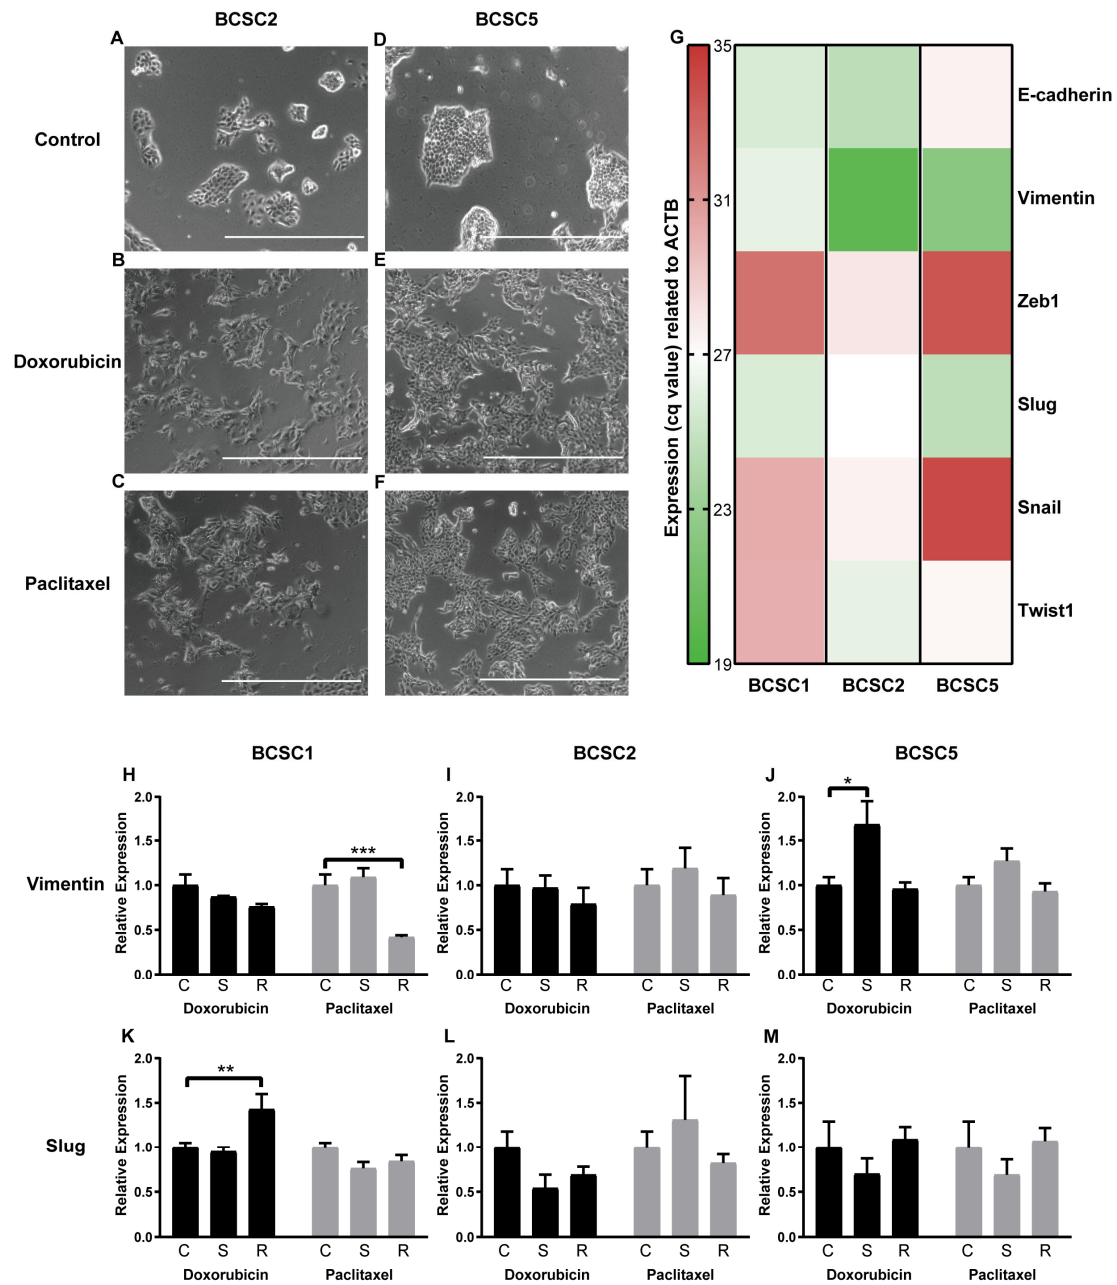 BCSC2
BCSC5
A
D
G
Control
Doxorubicin
Paclitaxel
B
E
C
F
35
31
27
23
19
Expression (cq value) related to ACTB
E-cadherin
Vimentin
Zeb1
Slug
Snail
Twist1
BCSC1
BCSC2
BCSC5
BCSC1
BCSC2
BCSC5
Vimentin
H
Relative Expression
2.0
1.5
1.0
0.5
0.0
***
C S R C S R
Doxorubicin Paclitaxel
I
Relative Expression
2.0
1.5
1.0
0.5
0.0
C S R C S R
Doxorubicin Paclitaxel
J
Relative Expression
2.0
1.5
1.0
0.5
0.0
*
C S R C S R
Doxorubicin Paclitaxel
Slug
K
Relative Expression
2.0
1.5
1.0
0.5
0.0
**
C S R C S R
Doxorubicin Paclitaxel
L
Relative Expression
2.0
1.5
1.0
0.5
0.0
C S R C S R
Doxorubicin Paclitaxel
M
Relative Expression
2.0
1.5
1.0
0.5
0.0
C S R C S R
Doxorubicin Paclitaxel